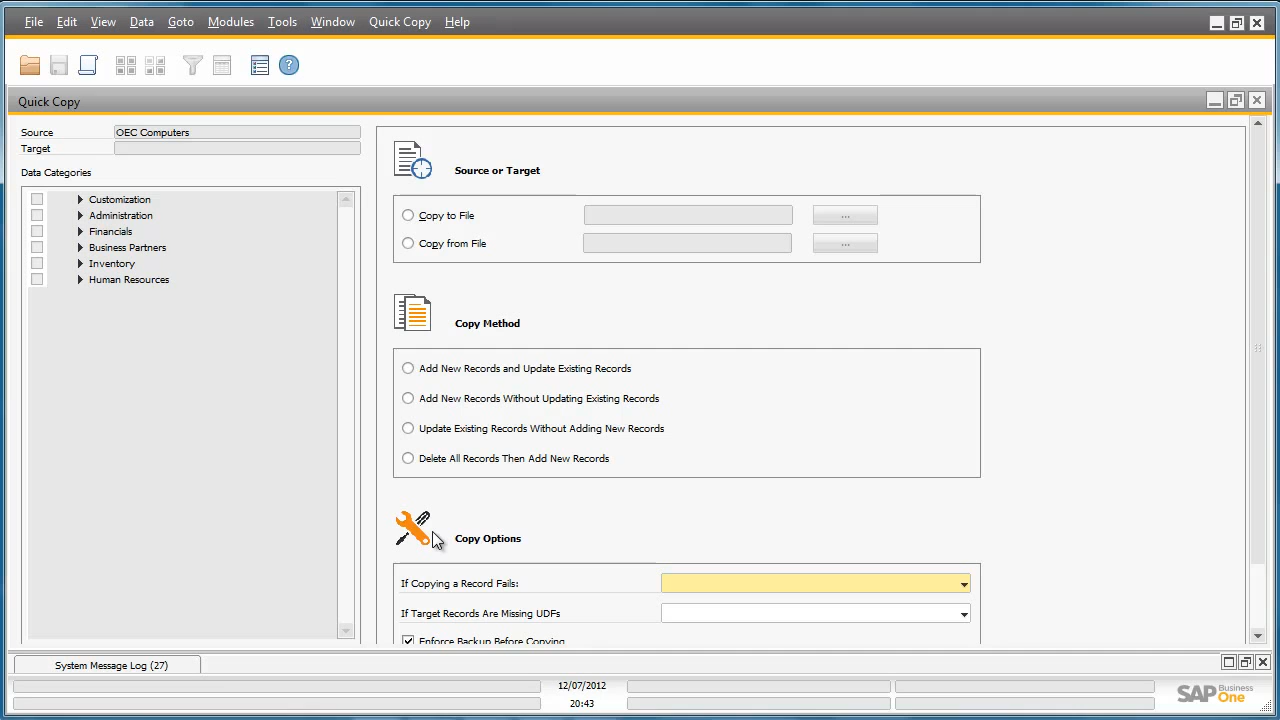 File Edit View Data Goto Modules Tools Window Quick Copy Help
?
Quick Copy
Source OEC Computers
Target
Data Categories
Customization
Administration
Financials
Business Partners
Inventory
Human Resources
Source or Target
Copy to File ...
Copy from File ...
Copy Method
Add New Records and Update Existing Records
Add New Records Without Updating Existing Records
Update Existing Records Without Adding New Records
Delete All Records Then Add New Records
Copy Options
If Copying a Record Fails:
If Target Records Are Missing UDFs
Enforce Backup Before Copying
System Message Log (27)
12/07/2012
20:43
SAP Business One